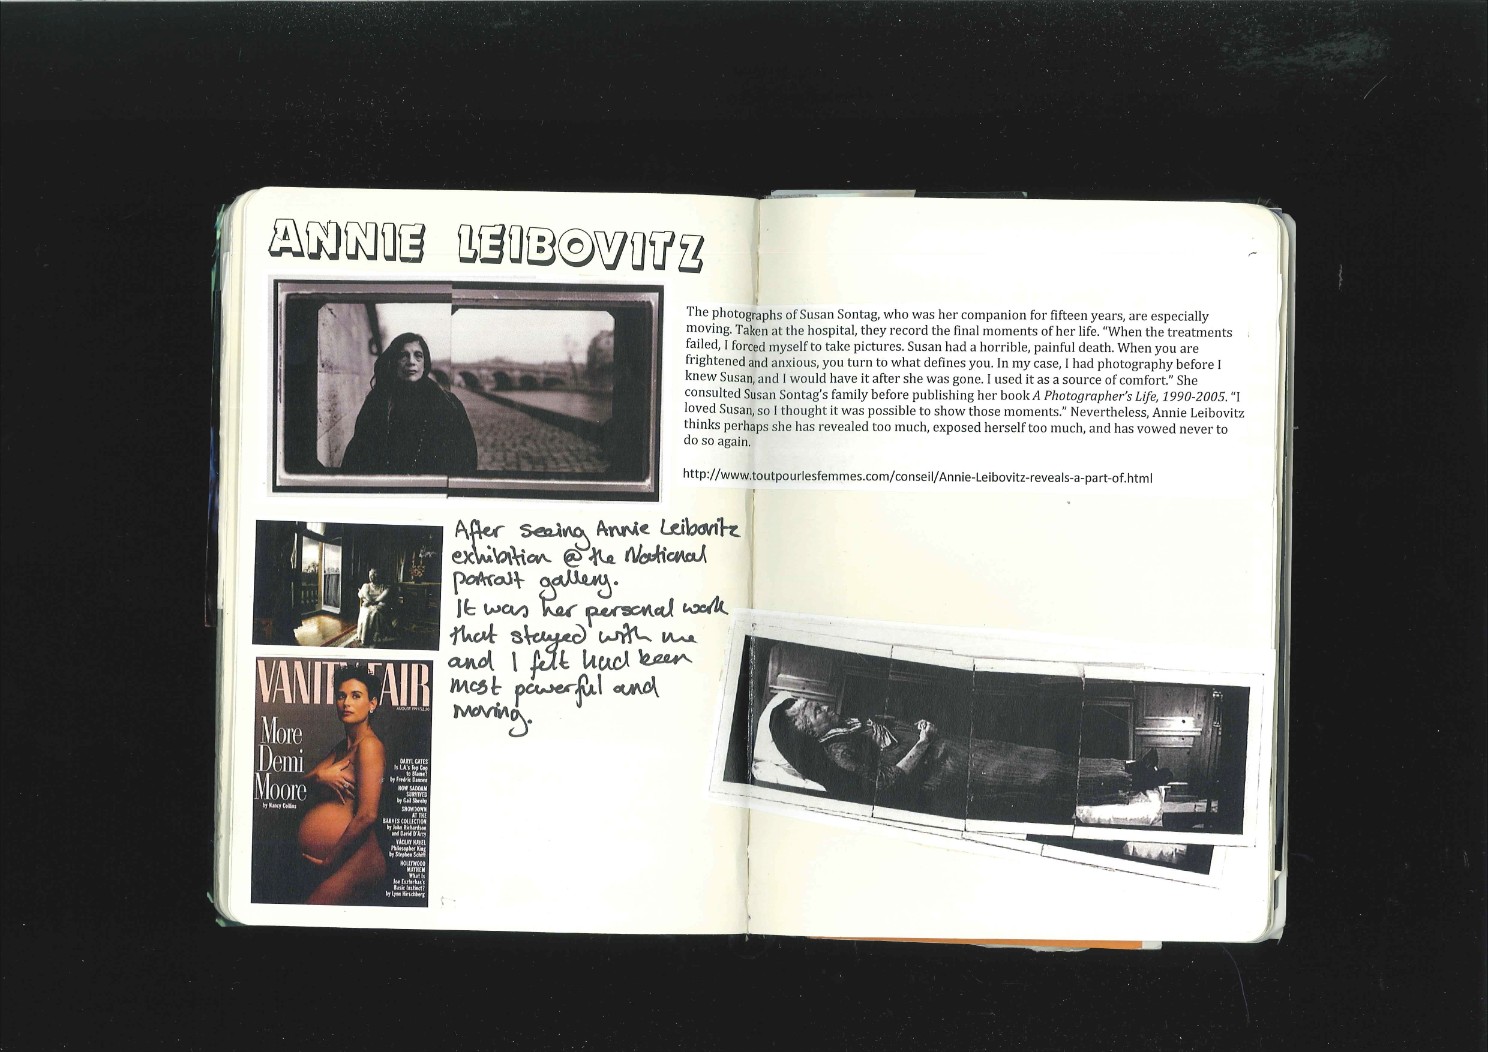 ANNIE LEIBOVITZ
The photographs of Susan Sontag, who was her companion for fifteen years, are especially
moving. Taken at the hospital, they record the final moments of her life. “When the treatments
failed, I forced myself to take pictures. Susan had a horrible, painful death. When you are
frightened and anxious, you turn to what defines you. In my case, I had photography before I
knew Susan, and I would have it after she was gone. I used it as a source of comfort.” She
consulted Susan Sontag’s family before publishing her book A Photographer’s Life, 1990-2005. “I
loved Susan, so I thought it was possible to show those moments.” Nevertheless, Annie Leibovitz
thinks perhaps she has revealed too much, exposed herself too much, and has vowed never to
do so again.
http://www.toutpourlesfemmes.com/conseil/Annie-Leibovitz-reveals-a-part-of.html
After seeing Annie Leibovitz
exhibition @ the National
portrait gallery.
It was her personal work
that stayed with me
and I felt had been
most powerful and
moving.
VANITY FAIR
More
Demi
Moore
by Nancy Collins
DARYL GATES
Is L.A.'s Top Cop
to Blame?
by Fredric Dannen
HOW SADDAM
SURVIVED
by Gail Sheehy
SHOWDOWN
AT THE
BARNES COLLECTION
by John Richardson
and David D'Arcy
VÁCLAV HAVEL
Philosopher King
by Stephen Schiff
HOLLYWOOD
MAYHEM
What is
Joe Eszterhas's
Basic Instinct?
by Lynn Hirschberg